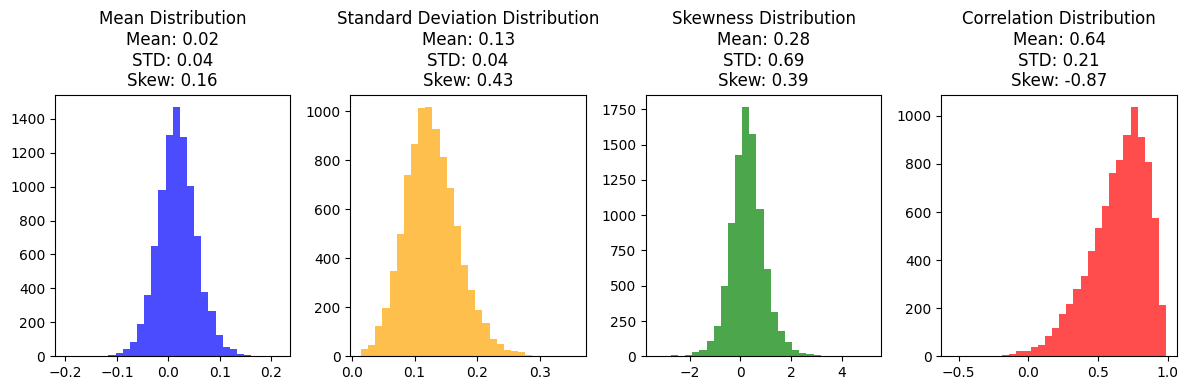 Mean Distribution
Mean: 0.02
STD: 0.04
Skew: 0.16
1400
1200
1000
800
600
400
200
0
−0.2 −0.1 0.0 0.1 0.2
Standard Deviation Distribution
Mean: 0.13
STD: 0.04
Skew: 0.43
1000
800
600
400
200
0
0.0 0.1 0.2 0.3
Skewness Distribution
Mean: 0.28
STD: 0.69
Skew: 0.39
1750
1500
1250
1000
750
500
250
0
−2 0 2 4
Correlation Distribution
Mean: 0.64
STD: 0.21
Skew: -0.87
1000
800
600
400
200
0
−0.5 0.0 0.5 1.0